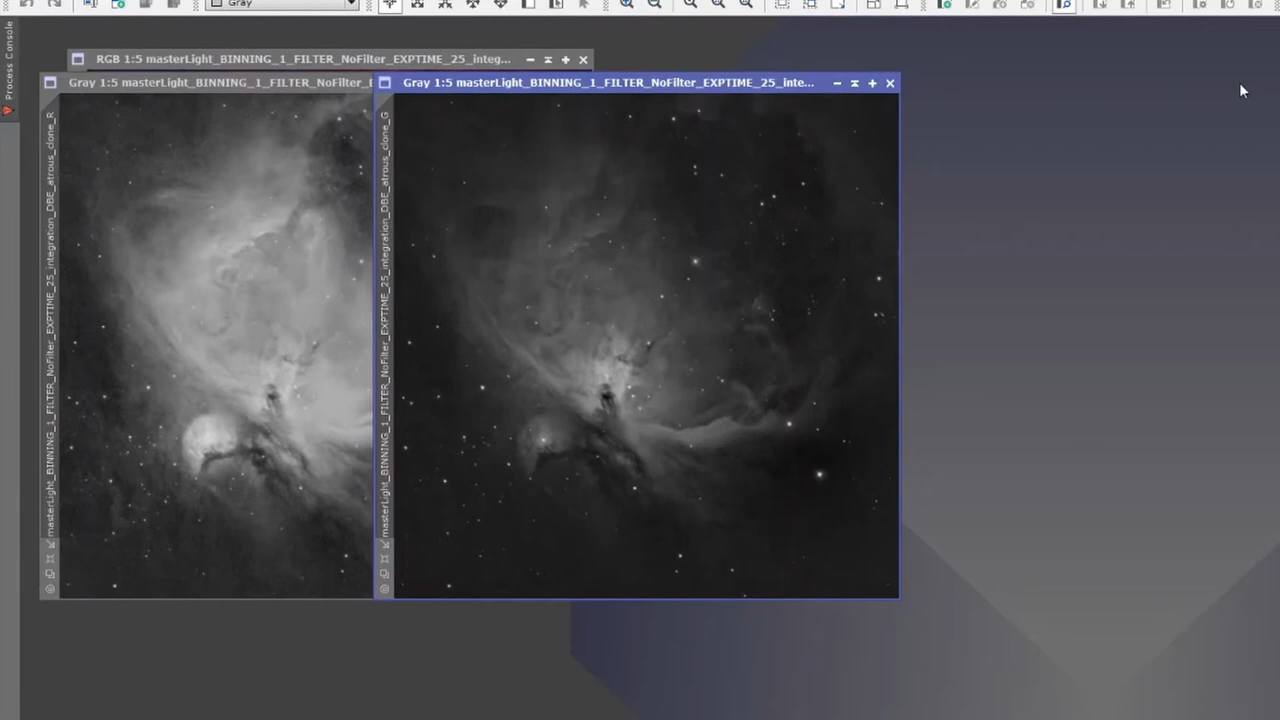 Gray
Process Console
RGB 1:5 masterLight_BINNING_1_FILTER_NoFilter_EXPTIME_25_integ...
Gray 1:5 masterLight_BINNING_1_FILTER_NoFilter_E
Gray 1:5 masterLight_BINNING_1_FILTER_NoFilter_EXPTIME_25_inte...
masterLight_BINNING_1_FILTER_NoFilter_EXPTIME_25_integration_DBE_atrous_clone_R
masterLight_BINNING_1_FILTER_NoFilter_EXPTIME_25_integration_DBE_atrous_clone_G